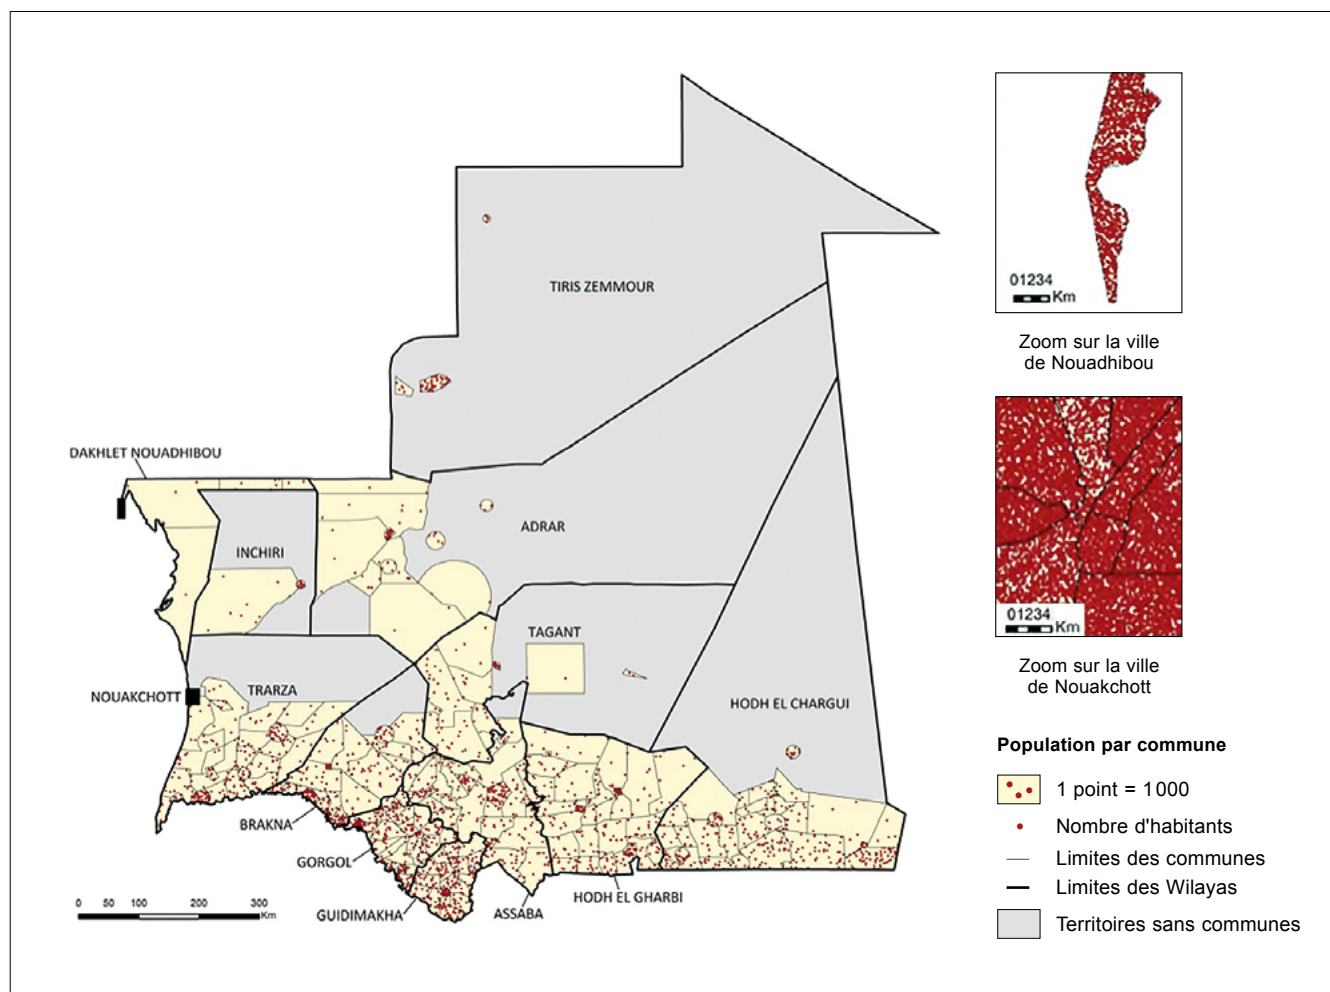 TIRIS ZEMMOUR
DAKHLET NOUADHIBOU
INCHIRI
ADRAR
TAGANT
NOUAKCHOTT
TRARZA
HODH EL CHARGUI
BRAKNA
GORGOL
GUIDIMAKHA
ASSABA
HODH EL GHARBI
0 50 100 200 300
Km
01234
Km
Zoom sur la ville
de Nouadhibou
01234
Km
Zoom sur la ville
de Nouakchott
Population par commune
1 point = 1000
Nombre d'habitants
Limites des communes
Limites des Wilayas
Territoires sans communes